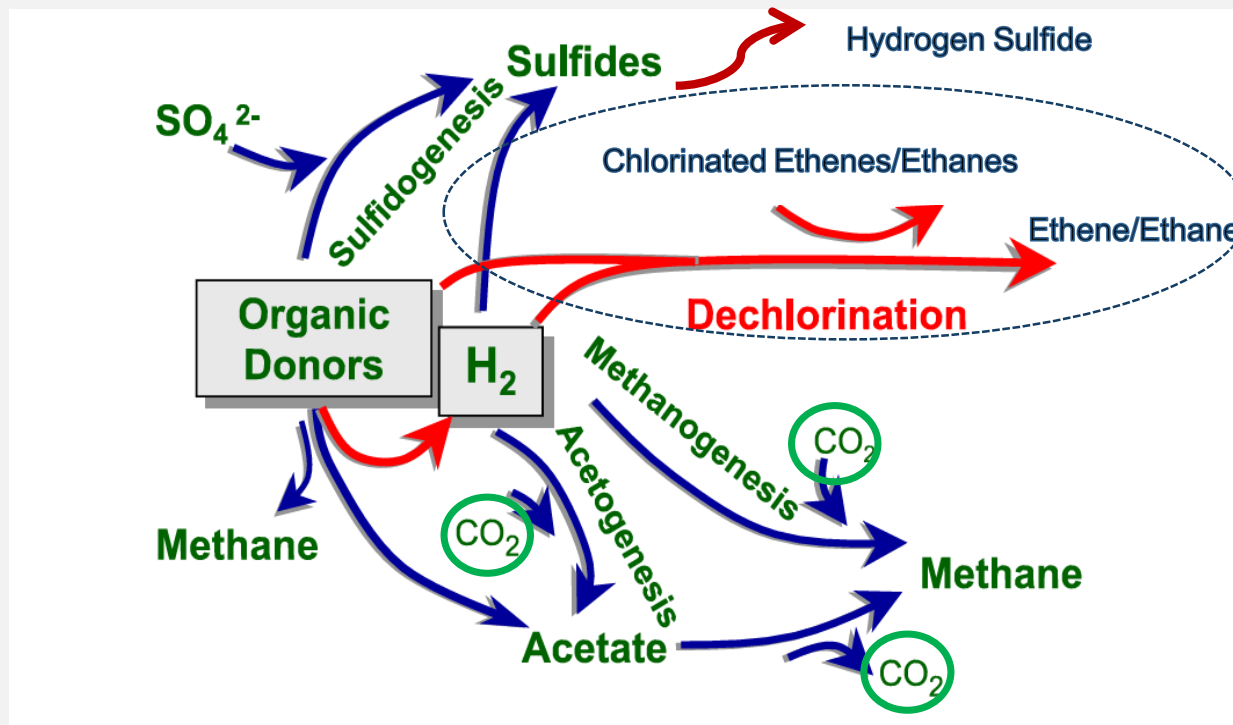 Hydrogen Sulfide
Sulfides
SO₄ ²⁻
Sulfidogenesis
Chlorinated Ethenes/Ethanes
Ethene/Ethane
Dechlorination
Organic
Donors
H₂
Methanogenesis
Acetogenesis
CO₂
CO₂
Methane
Methane
Acetate
CO₂